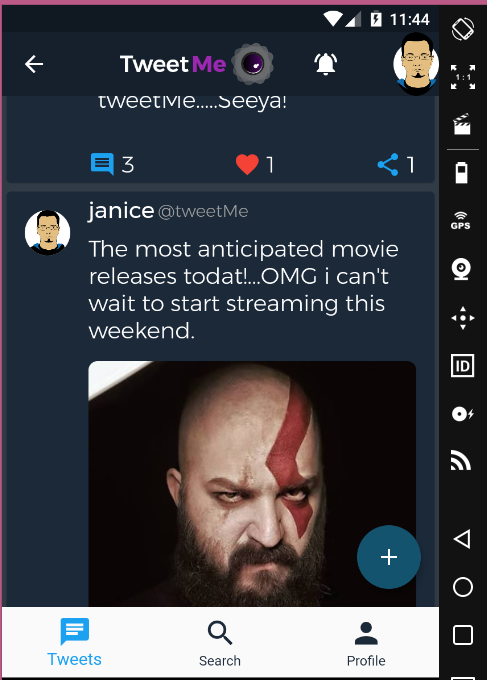 11:44
TweetMe
tweetMe.....Seeya!
3 1 1
janice @tweetMe
The most anticipated movie
releases todat!...OMG i can't
wait to start streaming this
weekend.
Tweets Search Profile
1:1
GPS
ID